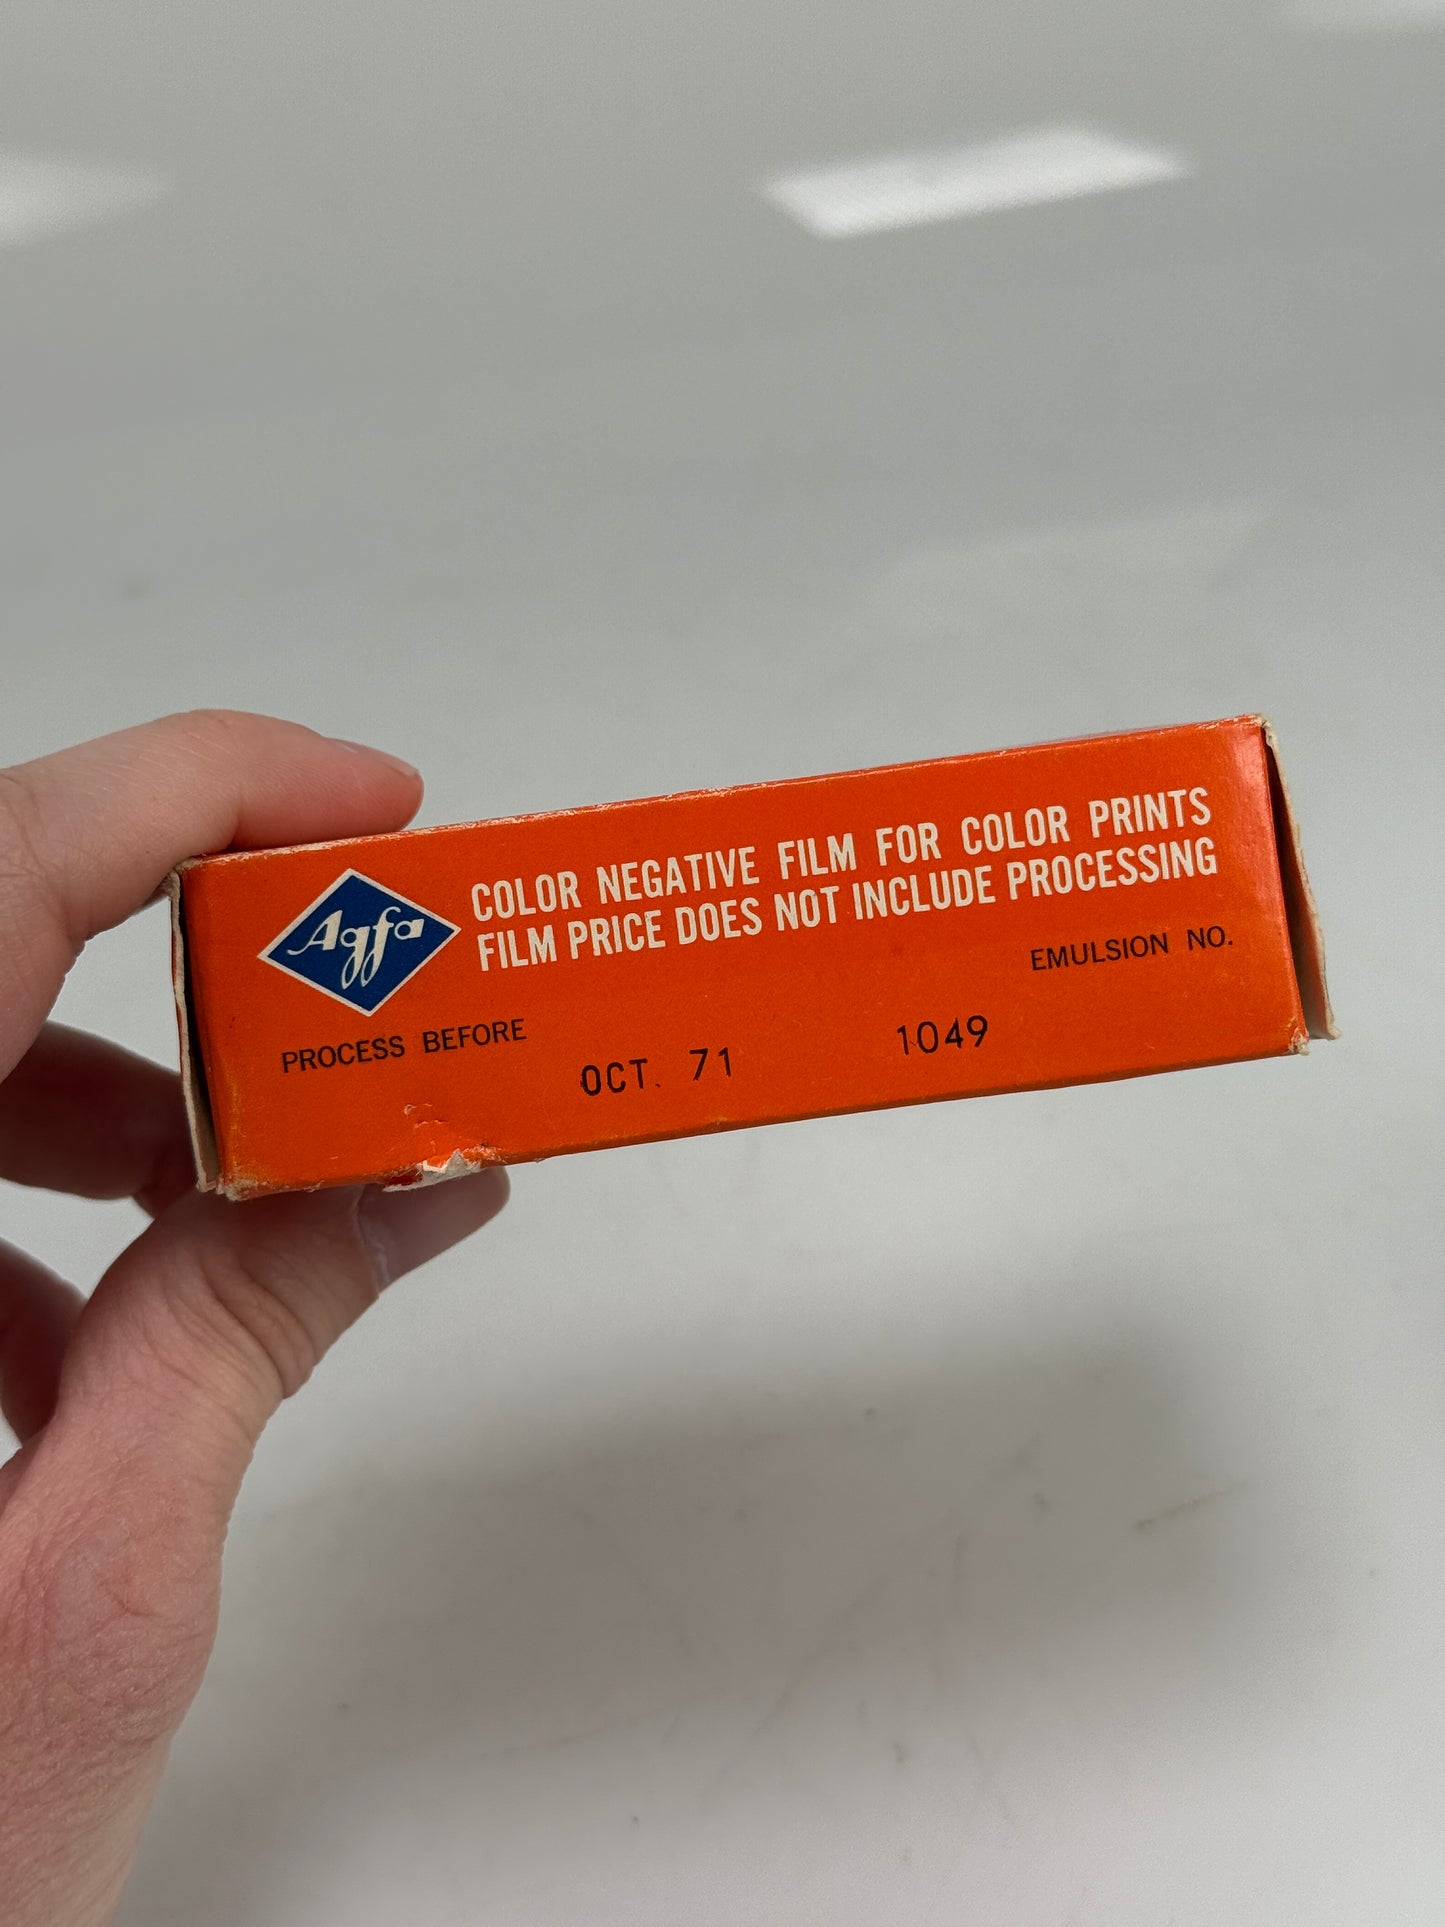 Agfa
COLOR NEGATIVE FILM FOR COLOR PRINTS
FILM PRICE DOES NOT INCLUDE PROCESSING
EMULSION NO.
PROCESS BEFORE
OCT. 71 1049